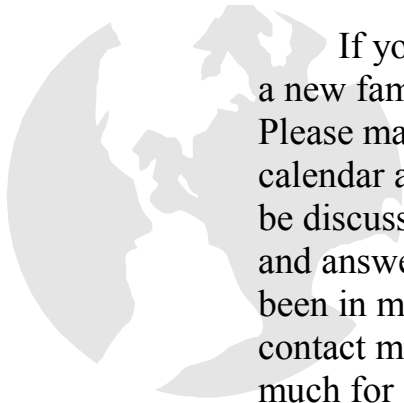 If yo
a new fam
Please ma
calendar a
be discuss
and answe
been in m
contact m
much for